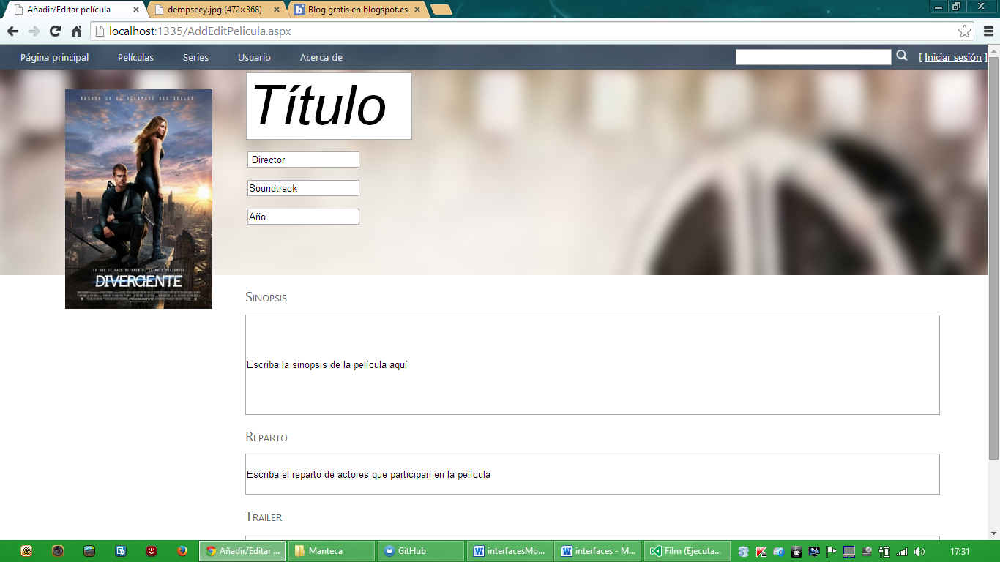 Añadir/Editar película
dempseey.jpg (472×368)
Blog gratis en blogspot.es
localhost:1335/AddEditPelicula.aspx
Página principal Películas Series Usuario Acerca de
[ Iniciar sesión ]
BASADA EN EL ACLAMADO BESTSELLER
LO QUE TE HACE DIFERENTE, TE HACE PELIGROSO
DIVERGENTE
PRÓXIMAMENTE
Título
Director
Soundtrack
Año
Sinopsis
Escriba la sinopsis de la película aquí
Reparto
Escriba el reparto de actores que participan en la película
Trailer
Añadir/Editar ... Manteca GitHub interfacesMo... interfaces - M... Film (Ejecuta... 17:31